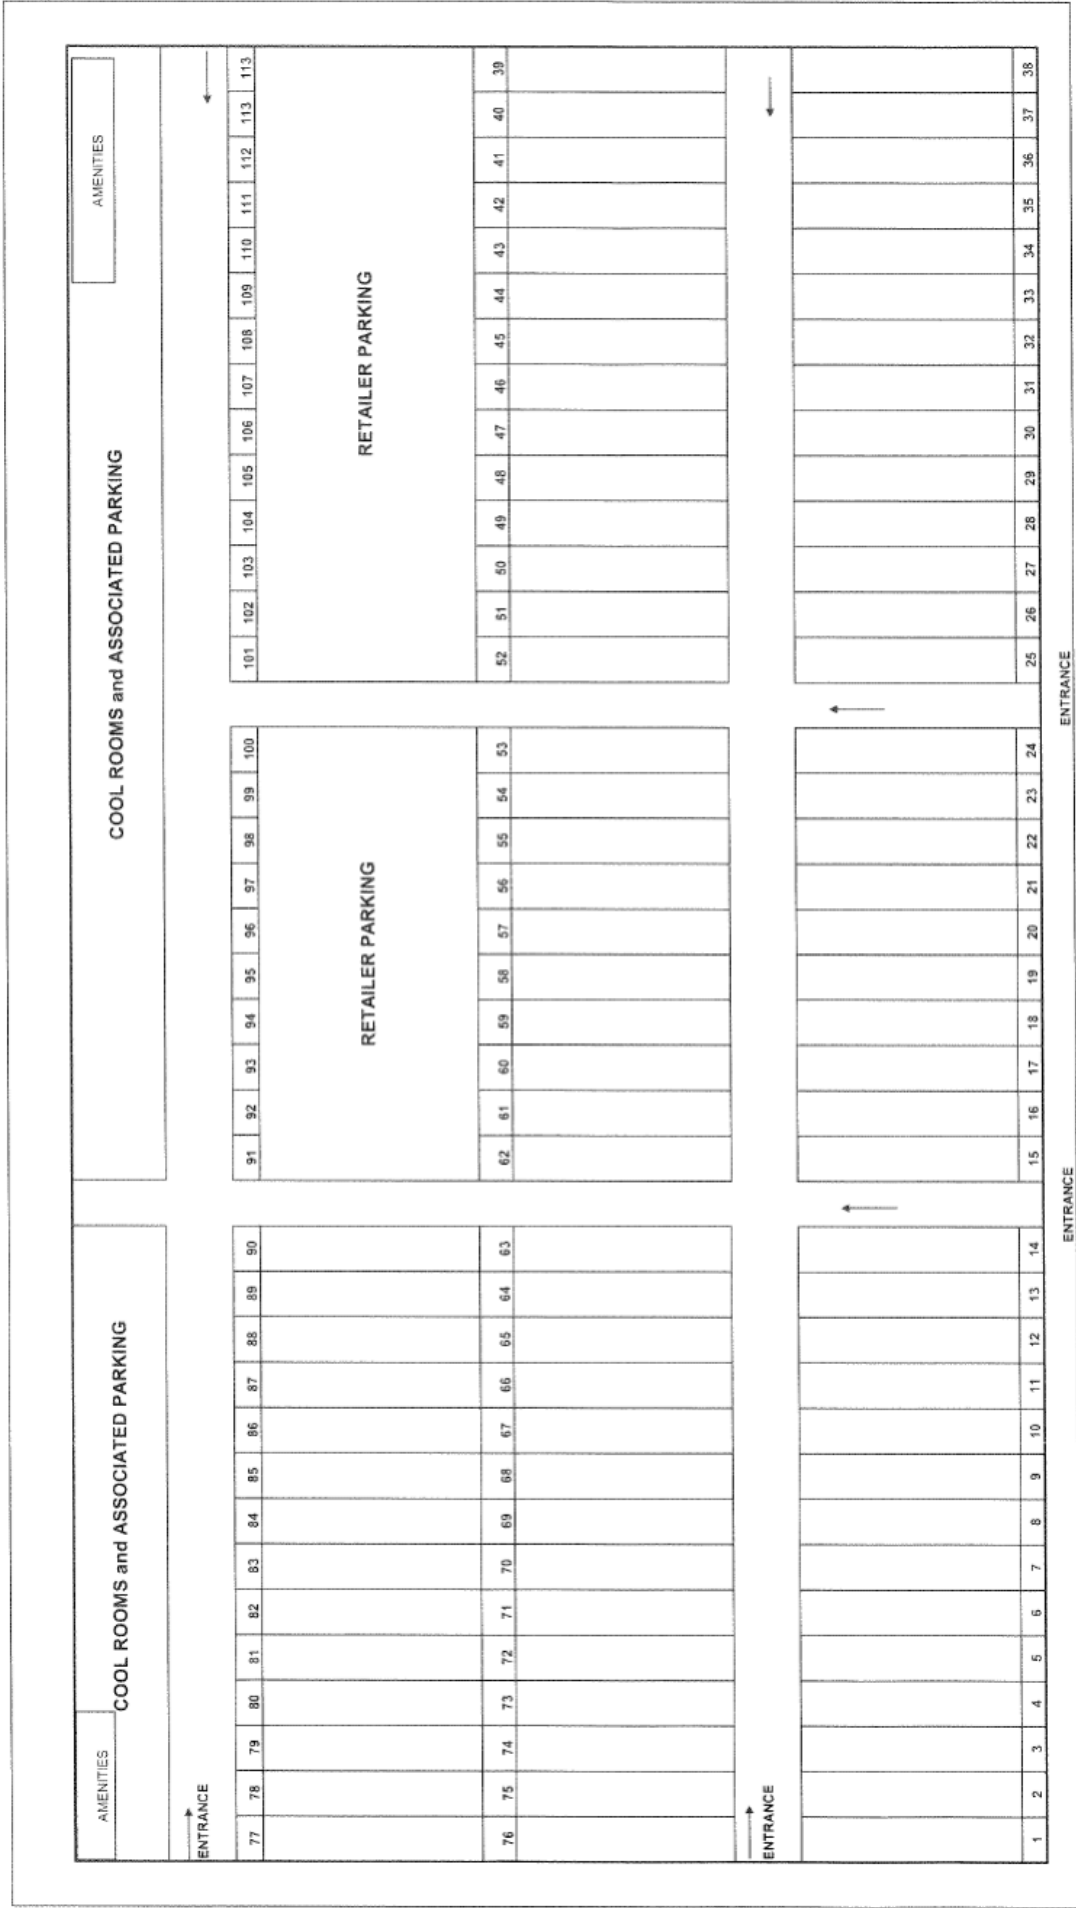 AMENITIES AMENITIES
COOL ROOMS and ASSOCIATED PARKING COOL ROOMS and ASSOCIATED PARKING
ENTRANCE
77 78 79 80 81 82 83 84 85 86 87 88 89 90 91 92 93 94 95 96 97 98 99 100 101 102 103 104 105 106 107 108 109 110 111 112 113 113
RETAILER PARKING RETAILER PARKING
76 75 74 73 72 71 70 69 68 67 66 65 64 63 62 61 60 59 58 57 56 55 54 53 52 51 50 49 48 47 46 45 44 43 42 41 40 39
ENTRANCE
1 2 3 4 5 6 7 8 9 10 11 12 13 14 15 16 17 18 19 20 21 22 23 24 25 26 27 28 29 30 31 32 33 34 35 36 37 38
ENTRANCE ENTRANCE